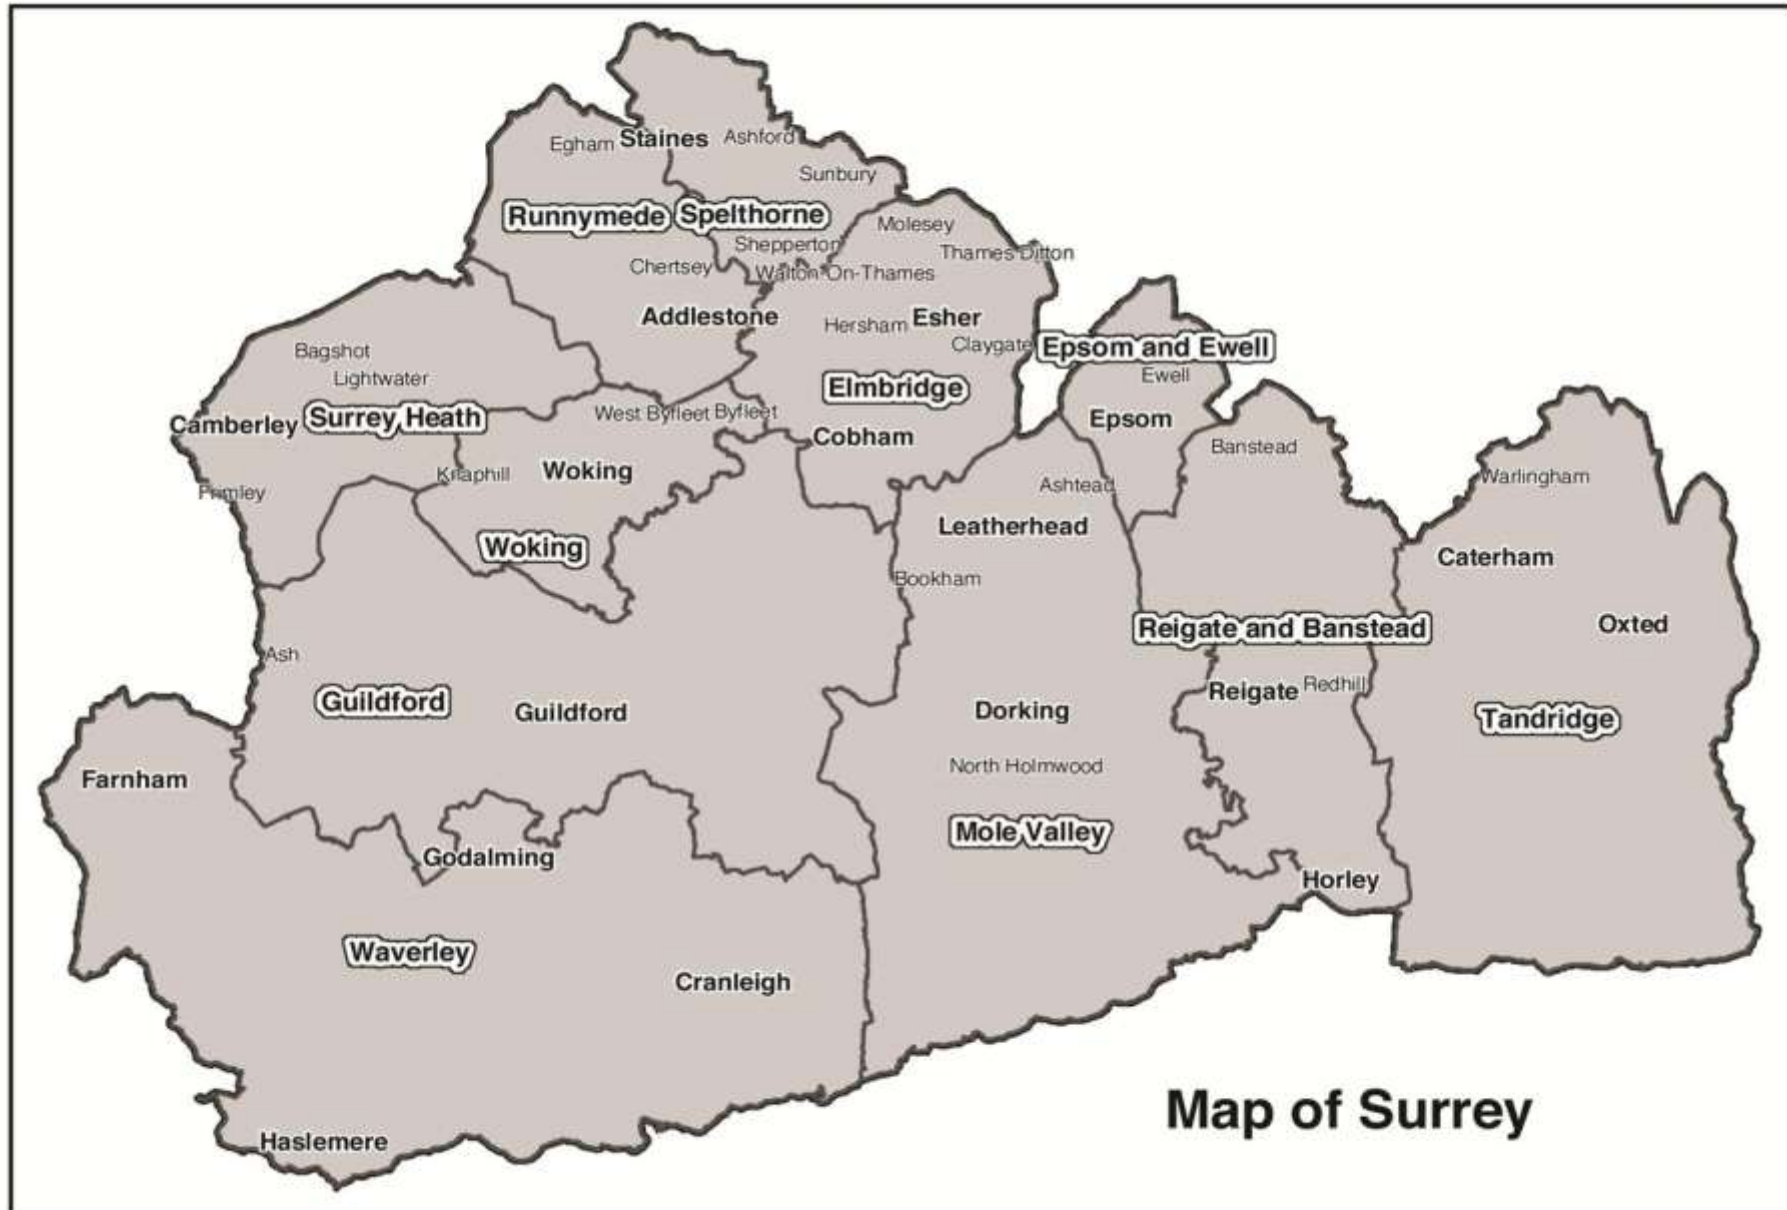 Egham
Staines
Ashford
Sunbury
Runnymede
Spelthorne
Molesey
Shepperton
Thames Ditton
Chertsey
Walton-On-Thames
Addlestone
Hersham
Esher
Claygate
Epsom and Ewell
Bagshot
Lightwater
Ewell
Elmbridge
Camberley
Surrey Heath
West Byfleet
Byfleet
Epsom
Cobham
Banstead
Knaphill
Woking
Frimley
Ashtead
Warlingham
Leatherhead
Woking
Caterham
Bookham
Reigate and Banstead
Oxted
Ash
Guildford
Guildford
Dorking
Reigate
Redhill
Tandridge
Farnham
North Holmwood
Mole Valley
Godalming
Horley
Waverley
Cranleigh
Map of Surrey
Haslemere